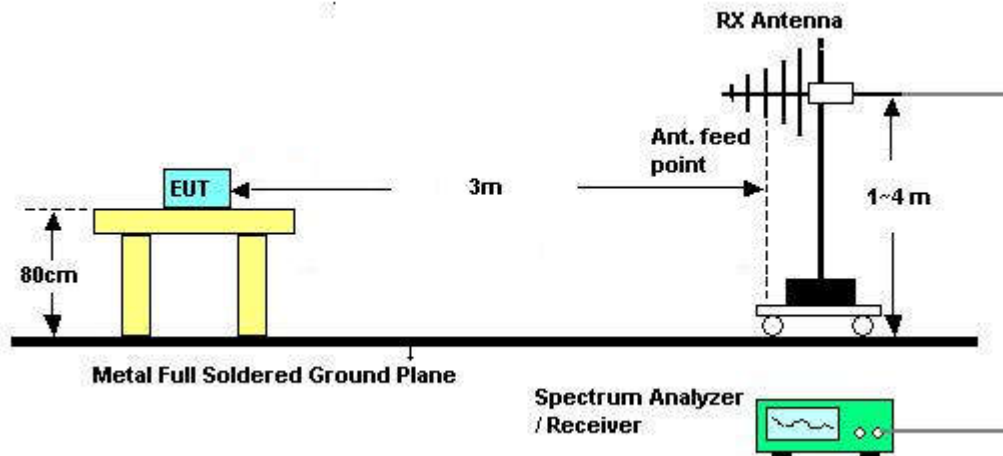 RX Antenna
Ant. feed
point
EUT
3m
1~4 m
80cm
Metal Full Soldered Ground Plane
Spectrum Analyzer
/ Receiver